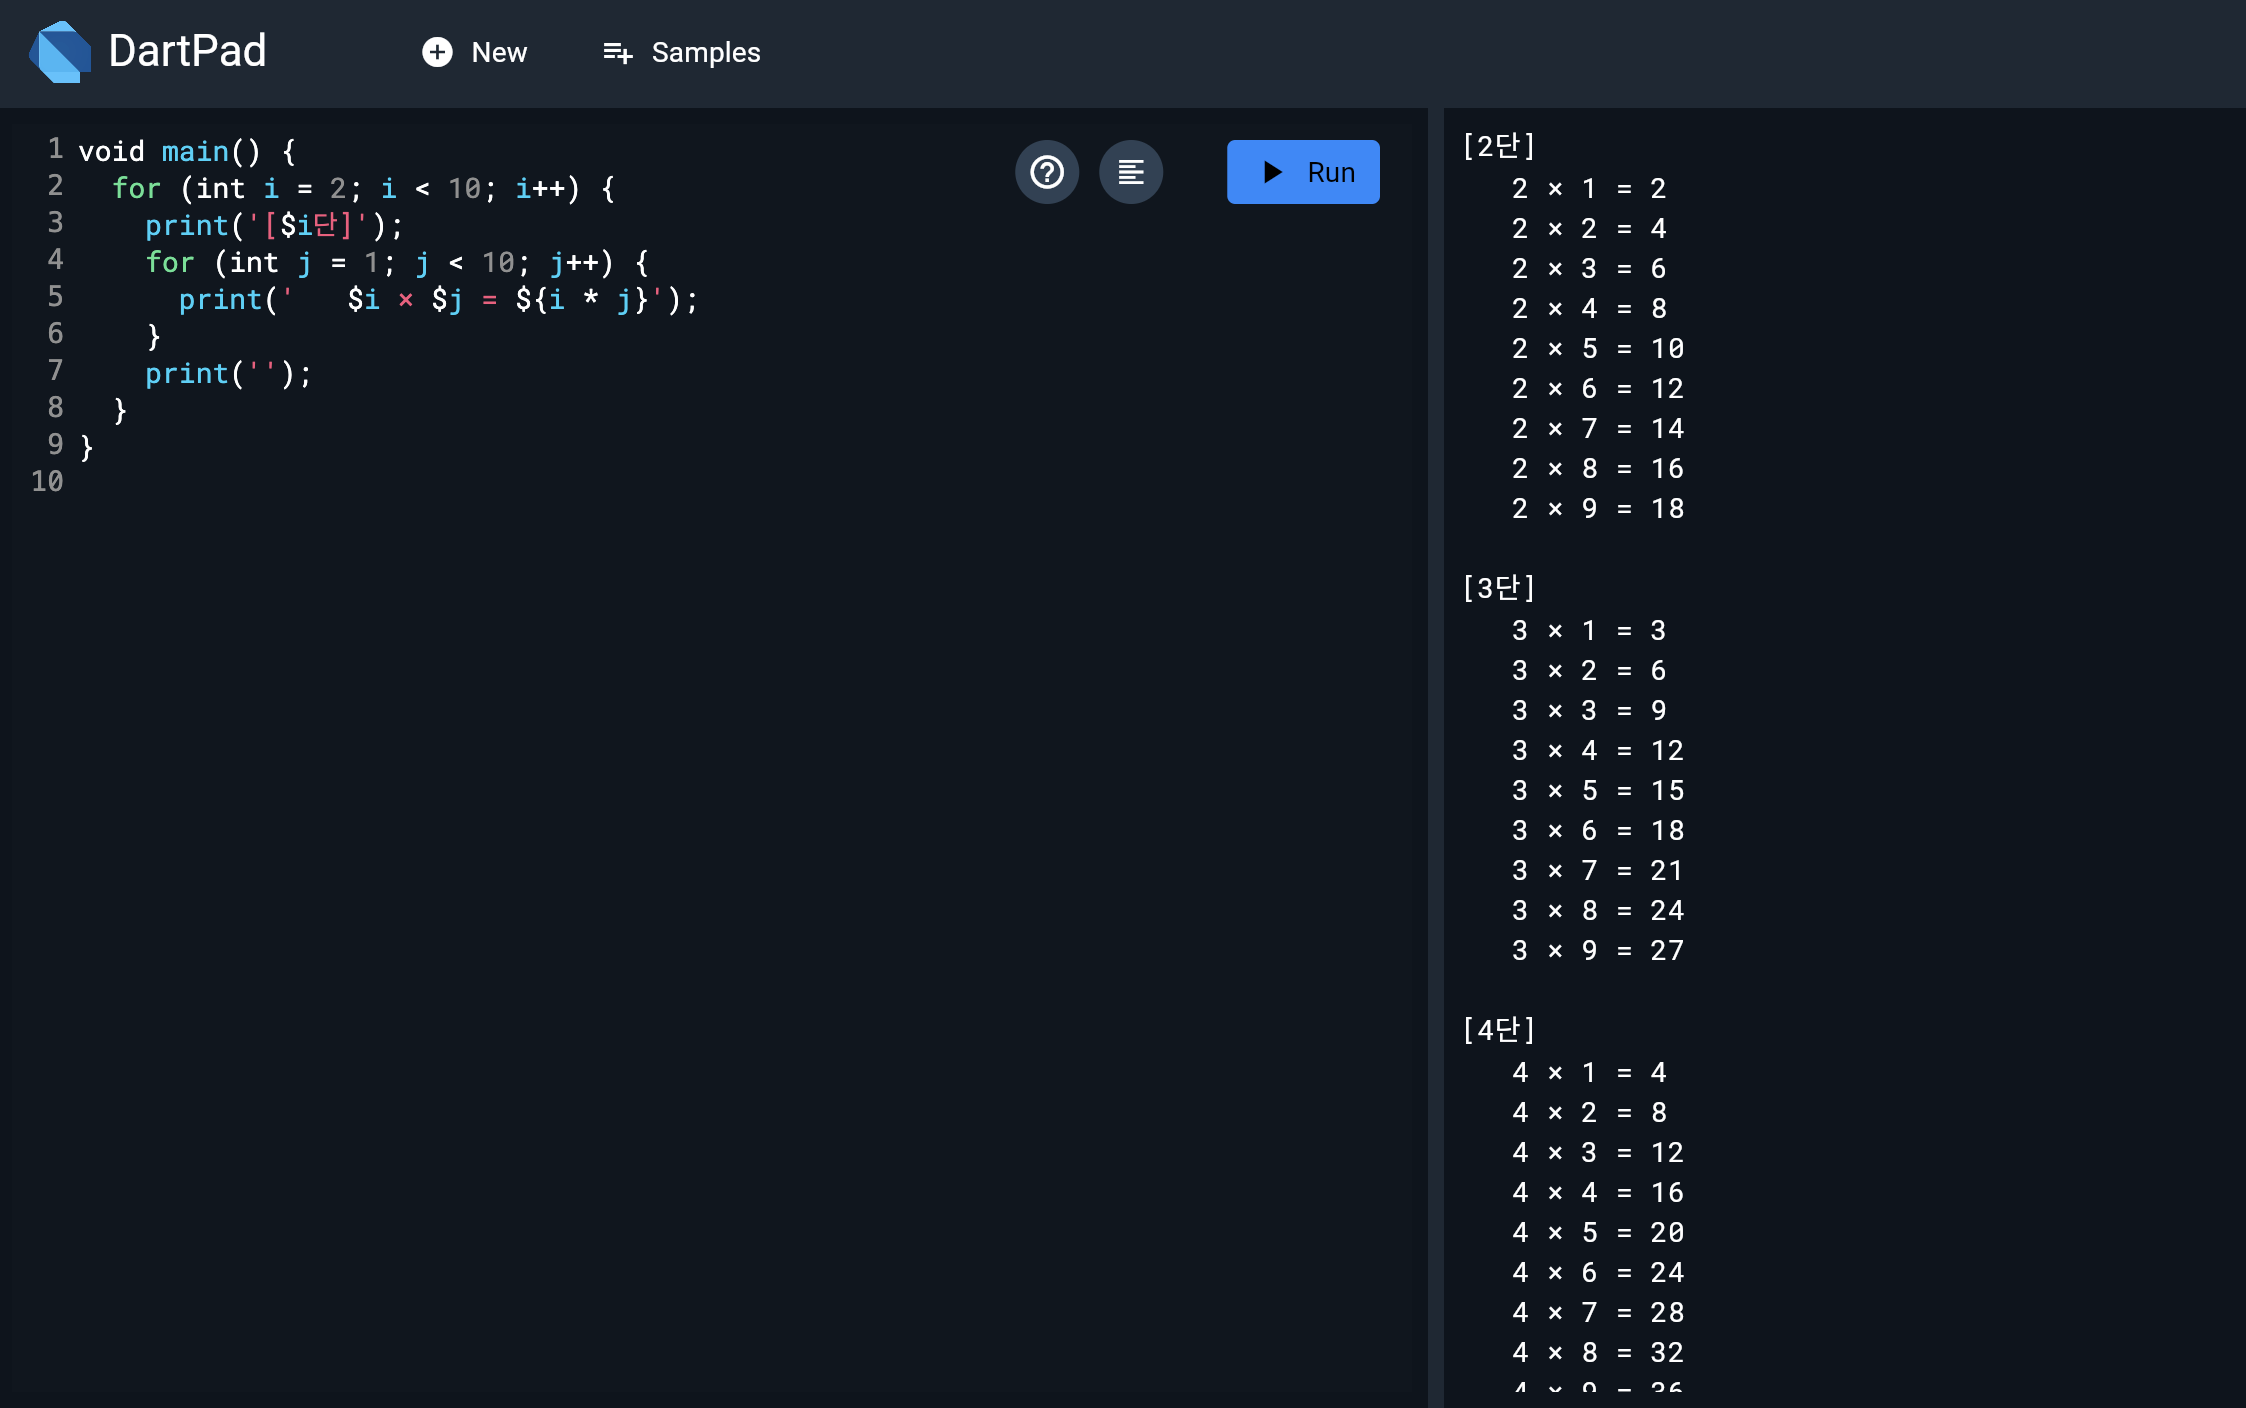 DartPad
New
Samples
Run
1 void main() {
2   for (int i = 2; i < 10; i++) {
3     print('[$i단]');
4     for (int j = 1; j < 10; j++) {
5       print('   $i × $j = ${i * j}');
6     }
7     print('');
8   }
9 }
10
[2단]
   2 × 1 = 2
   2 × 2 = 4
   2 × 3 = 6
   2 × 4 = 8
   2 × 5 = 10
   2 × 6 = 12
   2 × 7 = 14
   2 × 8 = 16
   2 × 9 = 18
[3단]
   3 × 1 = 3
   3 × 2 = 6
   3 × 3 = 9
   3 × 4 = 12
   3 × 5 = 15
   3 × 6 = 18
   3 × 7 = 21
   3 × 8 = 24
   3 × 9 = 27
[4단]
   4 × 1 = 4
   4 × 2 = 8
   4 × 3 = 12
   4 × 4 = 16
   4 × 5 = 20
   4 × 6 = 24
   4 × 7 = 28
   4 × 8 = 32
   4 × 9 = 36